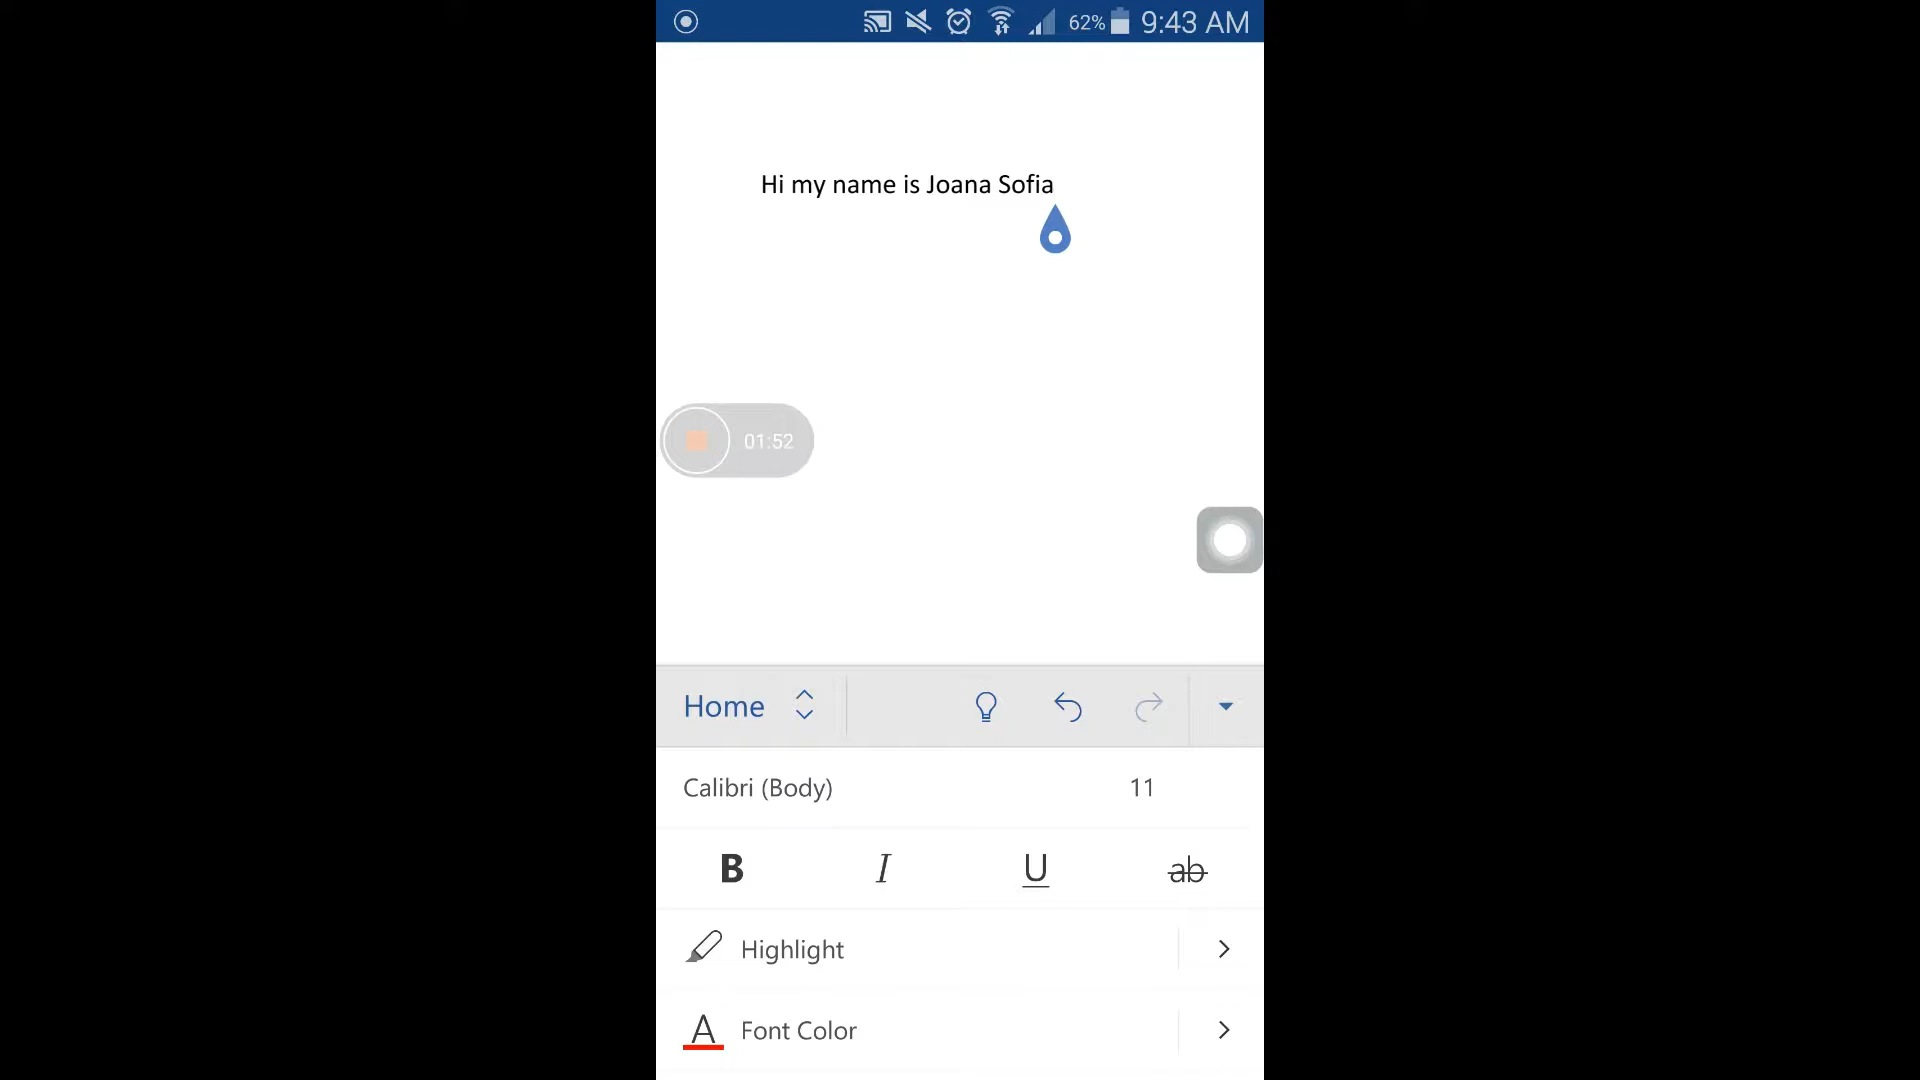 62% 9:43 AM
Hi my name is Joana Sofia
01:52
Home
Calibri (Body) 11
B I U ab
Highlight
A Font Color